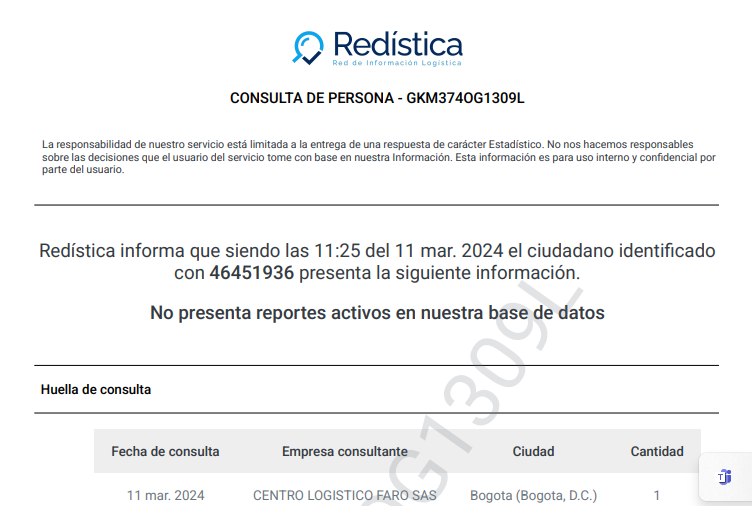 Redística
Red de Información Logística
CONSULTA DE PERSONA - GKM374OG1309L
La responsabilidad de nuestro servicio está limitada a la entrega de una respuesta de carácter Estadístico. No nos hacemos responsables
sobre las decisiones que el usuario del servicio tome con base en nuestra Información. Esta información es para uso interno y confidencial por
parte del usuario.
Redística informa que siendo las 11:25 del 11 mar. 2024 el ciudadano identificado
con 46451936 presenta la siguiente información.
No presenta reportes activos en nuestra base de datos
OG1309L
Huella de consulta
Fecha de consulta Empresa consultante Ciudad Cantidad
11 mar. 2024 CENTRO LOGISTICO FARO SAS Bogota (Bogota, D.C.) 1